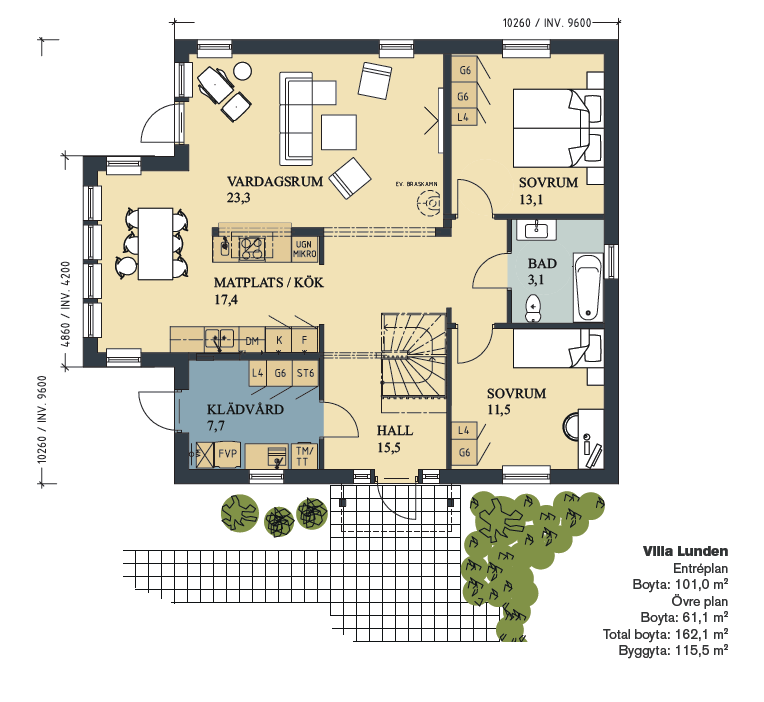 10260 / INV. 9600
G6
G6
L4
VARDAGSRUM
23,3
EV. BRASKAMIN
SOVRUM
13,1
UGN
MIKRO
BAD
3,1
MATPLATS / KÖK
17,4
4860 / INV. 4200
DM
K
F
10260 / INV. 9600
L4
G6
ST6
KLÄDVÅRD
7,7
SOVRUM
11,5
HALL
15,5
L4
G6
FVP
TM/
TT
Villa Lunden
Entréplan
Boyta: 101,0 m²
Övre plan
Boyta: 61,1 m²
Total boyta: 162,1 m²
Byggyta: 115,5 m²